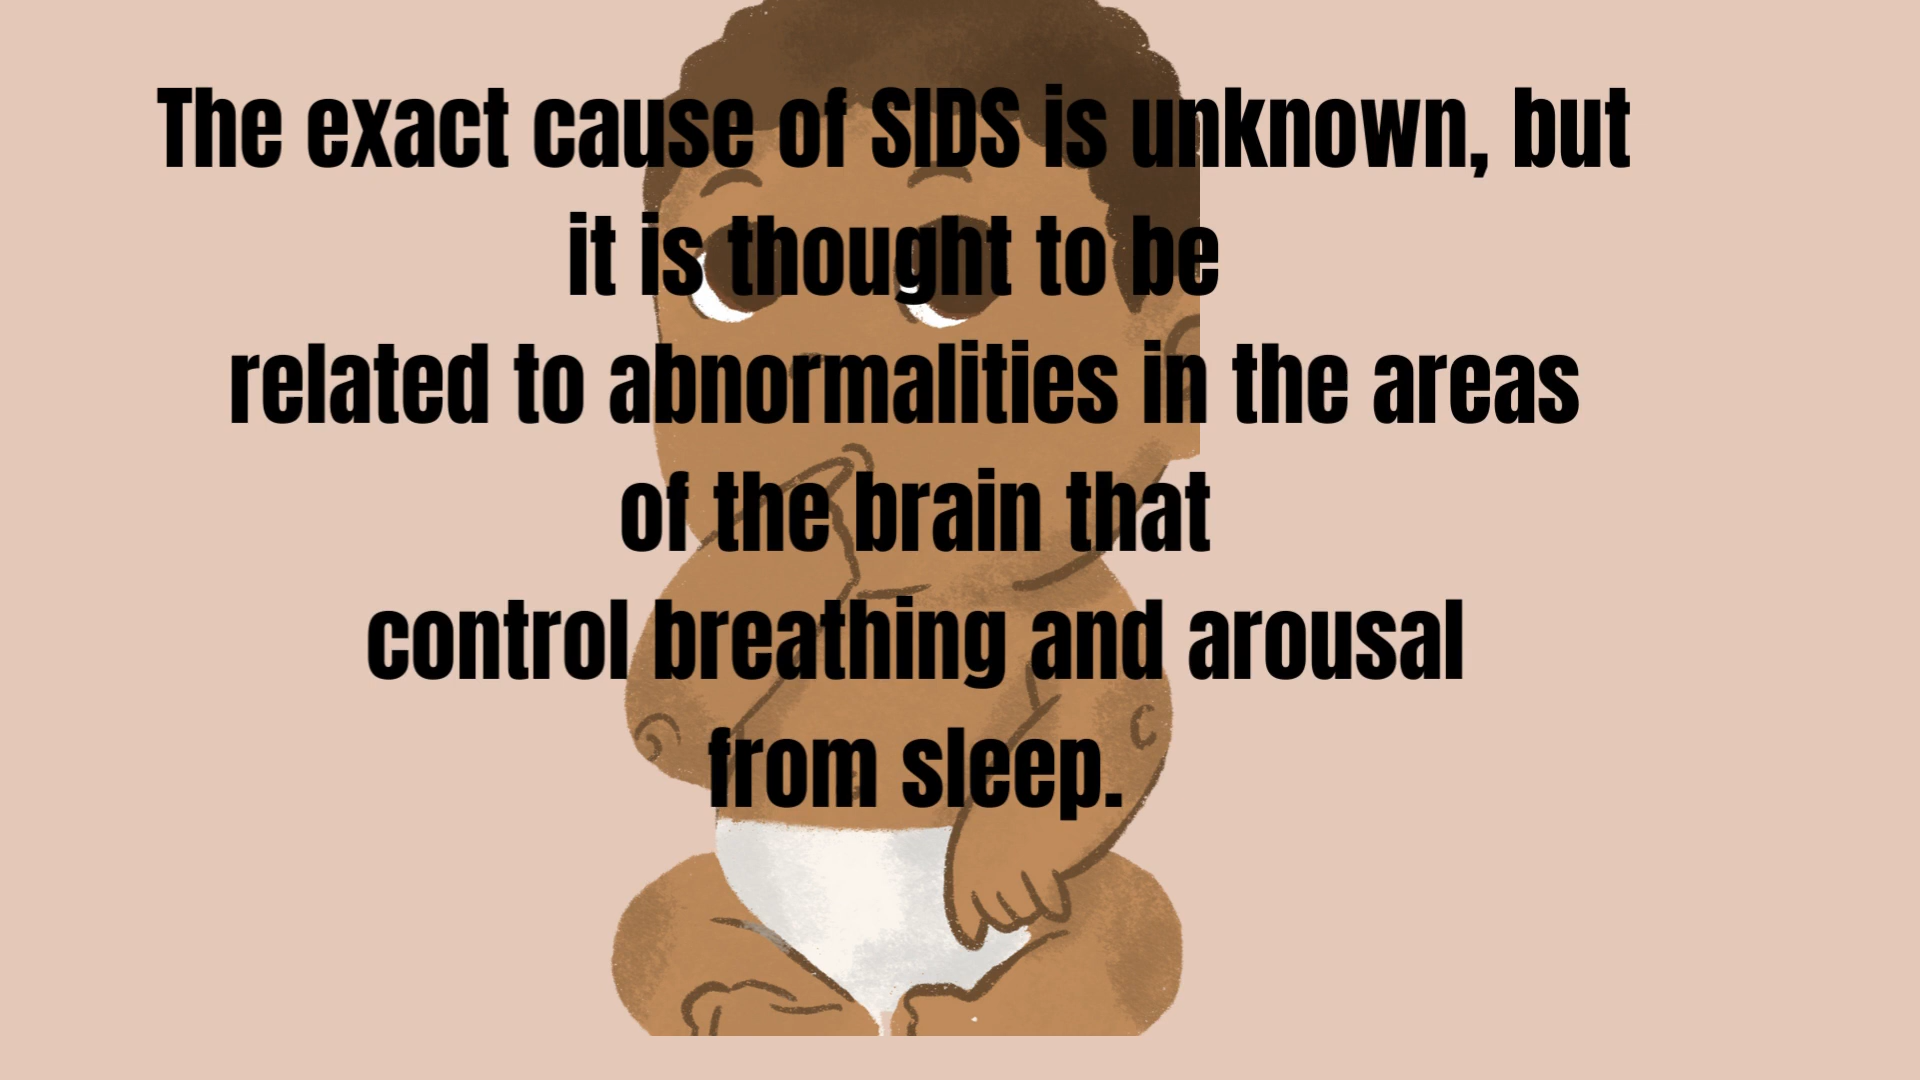 The exact cause of SIDS is unknown, but
it is thought to be
related to abnormalities in the areas
of the brain that
control breathing and arousal
from sleep.